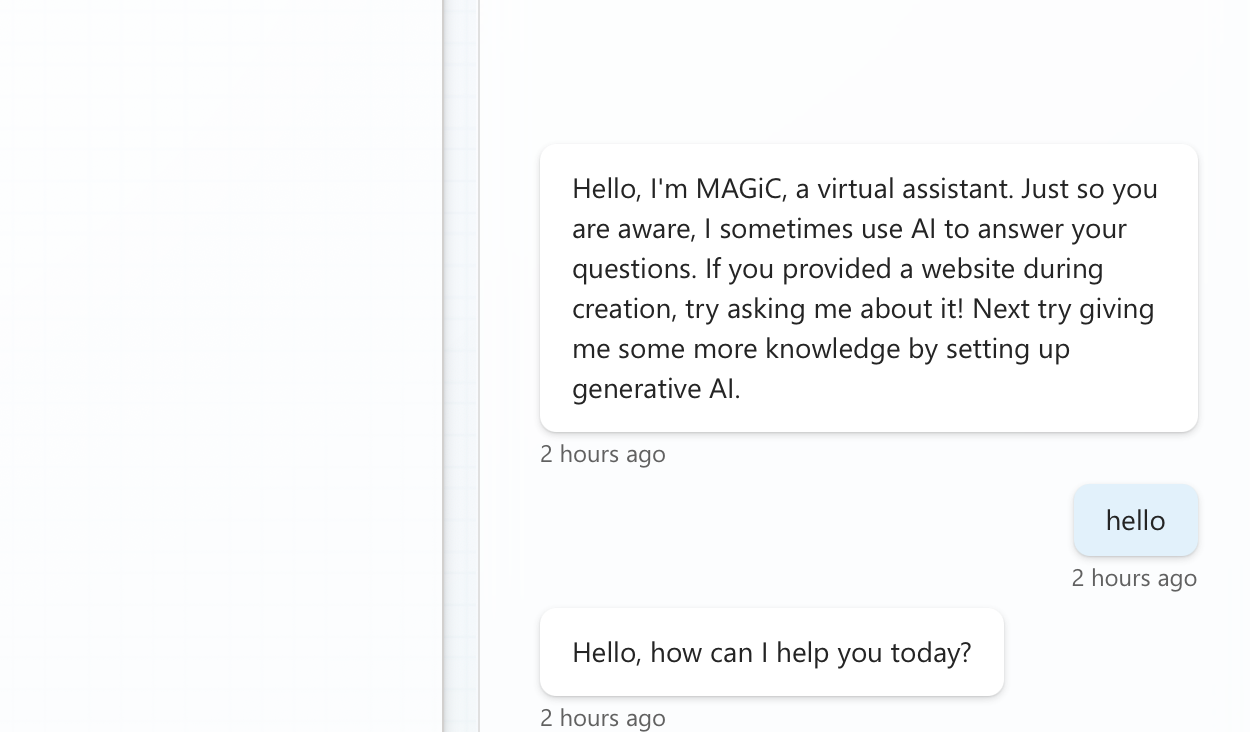 Hello, I'm MAGiC, a virtual assistant. Just so you
are aware, I sometimes use AI to answer your
questions. If you provided a website during
creation, try asking me about it! Next try giving
me some more knowledge by setting up
generative AI.
2 hours ago
hello
2 hours ago
Hello, how can I help you today?
2 hours ago